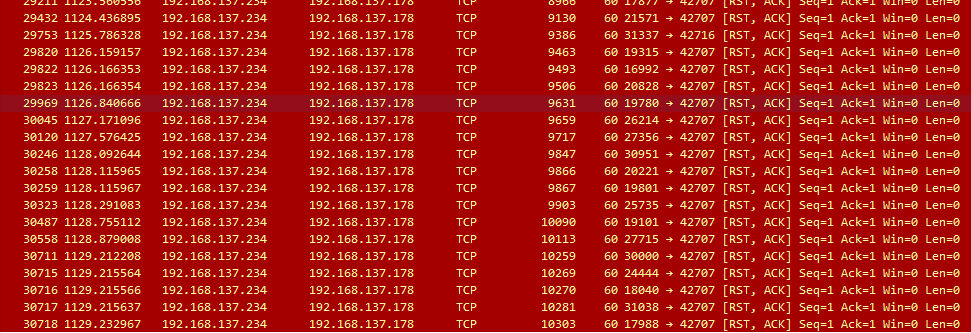 29211 1123.560556 192.168.137.234 192.168.137.178 TCP 8966 60 17877 → 42707 [RST, ACK] Seq=1 Ack=1 Win=0 Len=0
29432 1124.436895 192.168.137.234 192.168.137.178 TCP 9130 60 21571 → 42707 [RST, ACK] Seq=1 Ack=1 Win=0 Len=0
29753 1125.786328 192.168.137.234 192.168.137.178 TCP 9386 60 31337 → 42716 [RST, ACK] Seq=1 Ack=1 Win=0 Len=0
29820 1126.159157 192.168.137.234 192.168.137.178 TCP 9463 60 19315 → 42707 [RST, ACK] Seq=1 Ack=1 Win=0 Len=0
29822 1126.166353 192.168.137.234 192.168.137.178 TCP 9493 60 16992 → 42707 [RST, ACK] Seq=1 Ack=1 Win=0 Len=0
29823 1126.166354 192.168.137.234 192.168.137.178 TCP 9506 60 20828 → 42707 [RST, ACK] Seq=1 Ack=1 Win=0 Len=0
29969 1126.840666 192.168.137.234 192.168.137.178 TCP 9631 60 19780 → 42707 [RST, ACK] Seq=1 Ack=1 Win=0 Len=0
30045 1127.171096 192.168.137.234 192.168.137.178 TCP 9659 60 26214 → 42707 [RST, ACK] Seq=1 Ack=1 Win=0 Len=0
30120 1127.576425 192.168.137.234 192.168.137.178 TCP 9717 60 27356 → 42707 [RST, ACK] Seq=1 Ack=1 Win=0 Len=0
30246 1128.092644 192.168.137.234 192.168.137.178 TCP 9847 60 30951 → 42707 [RST, ACK] Seq=1 Ack=1 Win=0 Len=0
30258 1128.115965 192.168.137.234 192.168.137.178 TCP 9866 60 20221 → 42707 [RST, ACK] Seq=1 Ack=1 Win=0 Len=0
30259 1128.115967 192.168.137.234 192.168.137.178 TCP 9867 60 19801 → 42707 [RST, ACK] Seq=1 Ack=1 Win=0 Len=0
30323 1128.291083 192.168.137.234 192.168.137.178 TCP 9903 60 25735 → 42707 [RST, ACK] Seq=1 Ack=1 Win=0 Len=0
30487 1128.755112 192.168.137.234 192.168.137.178 TCP 10090 60 19101 → 42707 [RST, ACK] Seq=1 Ack=1 Win=0 Len=0
30558 1128.879008 192.168.137.234 192.168.137.178 TCP 10113 60 27715 → 42707 [RST, ACK] Seq=1 Ack=1 Win=0 Len=0
30711 1129.212208 192.168.137.234 192.168.137.178 TCP 10259 60 30000 → 42707 [RST, ACK] Seq=1 Ack=1 Win=0 Len=0
30715 1129.215564 192.168.137.234 192.168.137.178 TCP 10269 60 24444 → 42707 [RST, ACK] Seq=1 Ack=1 Win=0 Len=0
30716 1129.215566 192.168.137.234 192.168.137.178 TCP 10270 60 18040 → 42707 [RST, ACK] Seq=1 Ack=1 Win=0 Len=0
30717 1129.215637 192.168.137.234 192.168.137.178 TCP 10281 60 31038 → 42707 [RST, ACK] Seq=1 Ack=1 Win=0 Len=0
30718 1129.232967 192.168.137.234 192.168.137.178 TCP 10303 60 17988 → 42707 [RST, ACK] Seq=1 Ack=1 Win=0 Len=0